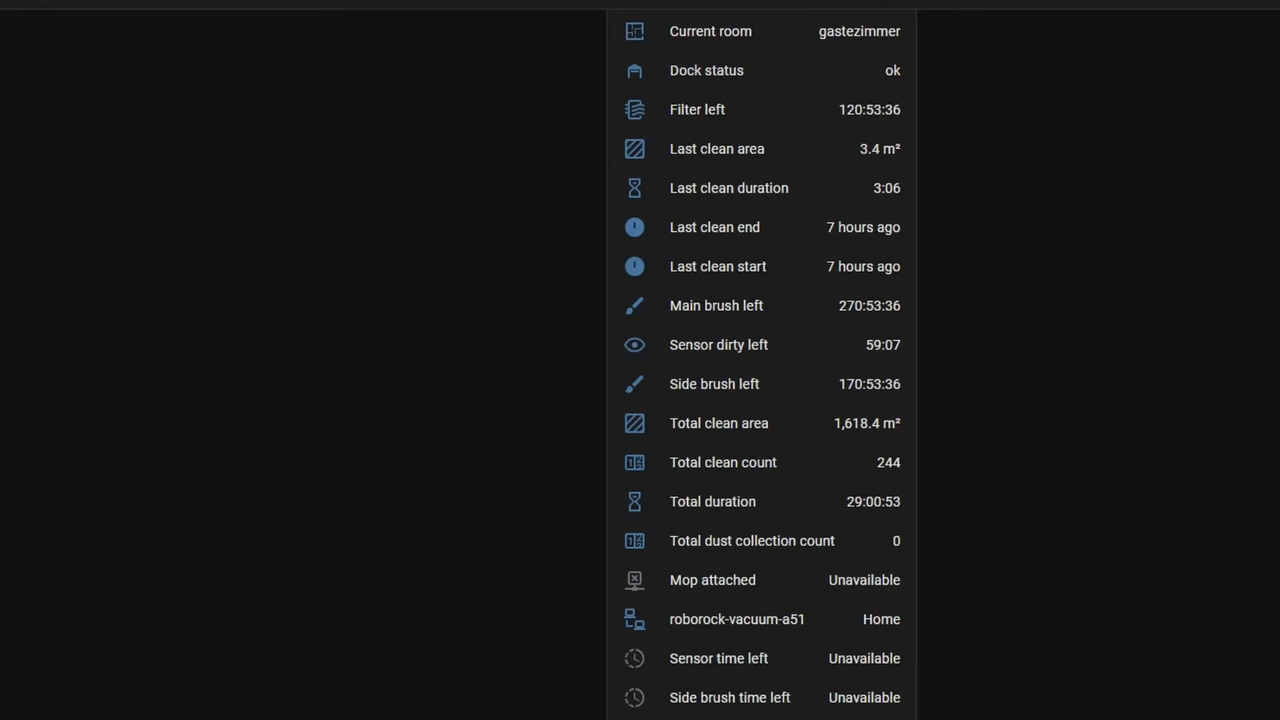 Current room gastezimmer
Dock status ok
Filter left 120:53:36
Last clean area 3.4 m²
Last clean duration 3:06
Last clean end 7 hours ago
Last clean start 7 hours ago
Main brush left 270:53:36
Sensor dirty left 59:07
Side brush left 170:53:36
Total clean area 1,618.4 m²
Total clean count 244
Total duration 29:00:53
Total dust collection count 0
Mop attached Unavailable
roborock-vacuum-a51 Home
Sensor time left Unavailable
Side brush time left Unavailable